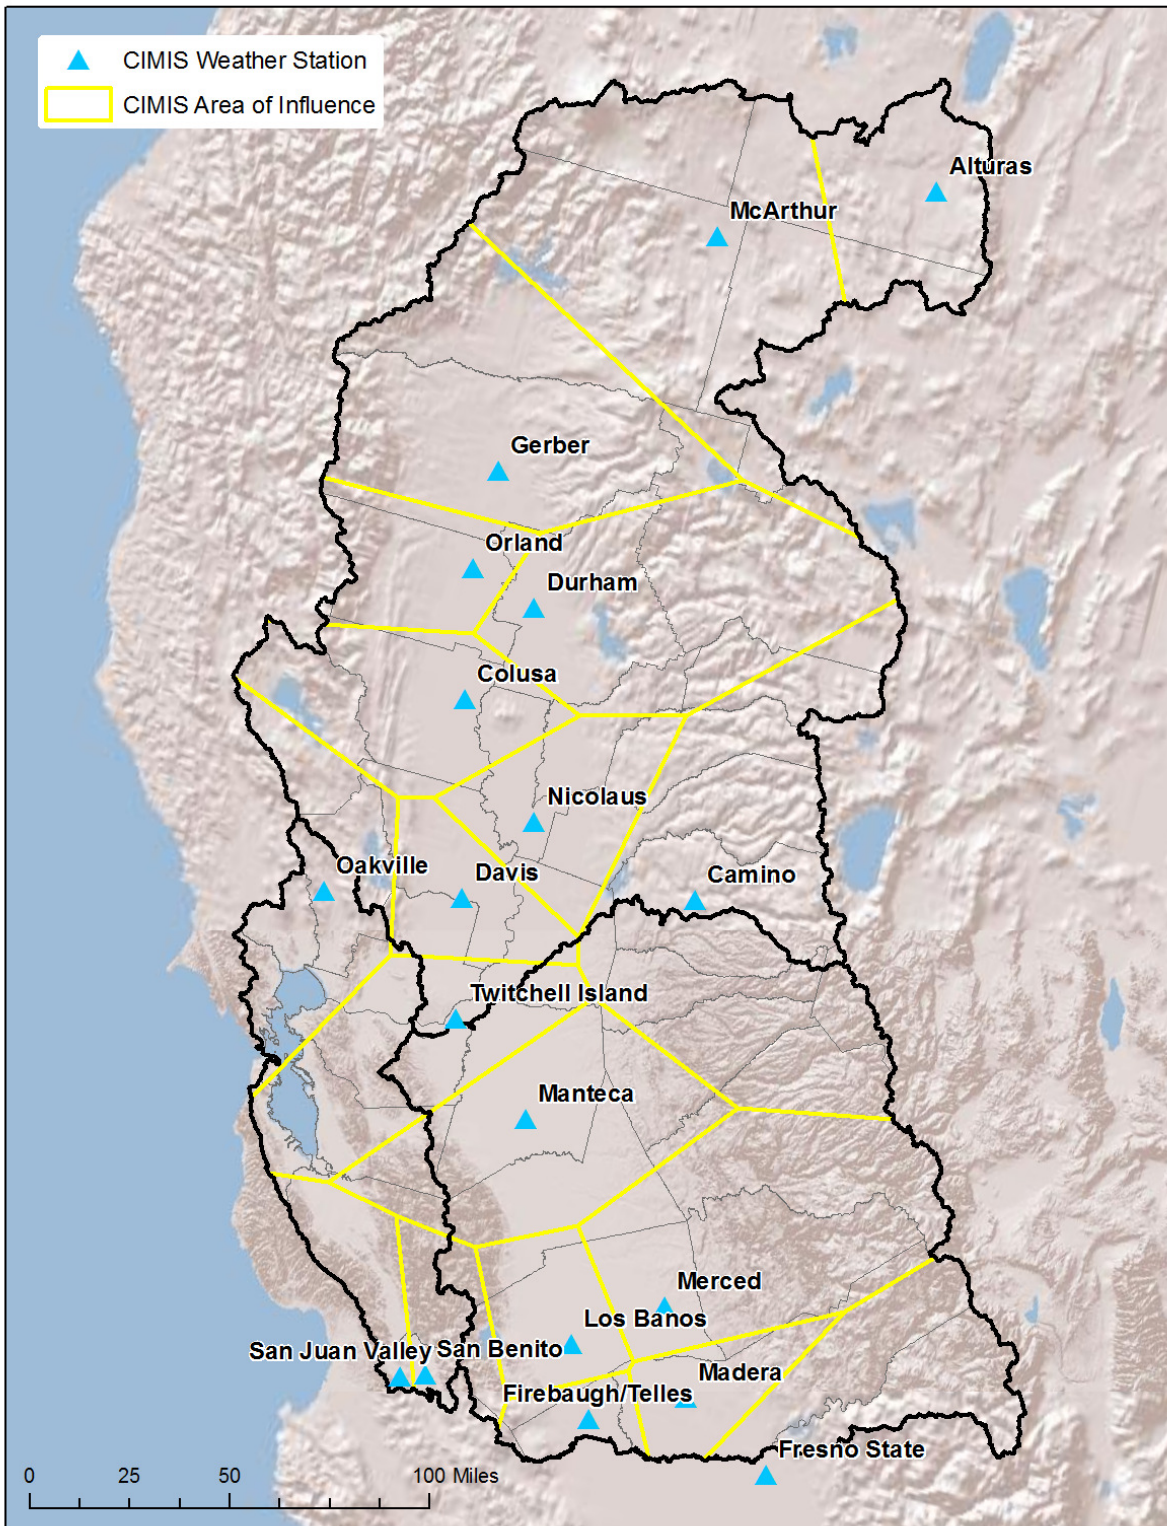 CIMIS Weather Station
CIMIS Area of Influence
Alturas
McArthur
Gerber
Orland
Durham
Colusa
Nicolaus
Oakville
Davis
Camino
Twitchell Island
Manteca
Merced
Los Banos
San Juan Valley
San Benito
Madera
Firebaugh/Telles
Fresno State
0 25 50 100 Miles